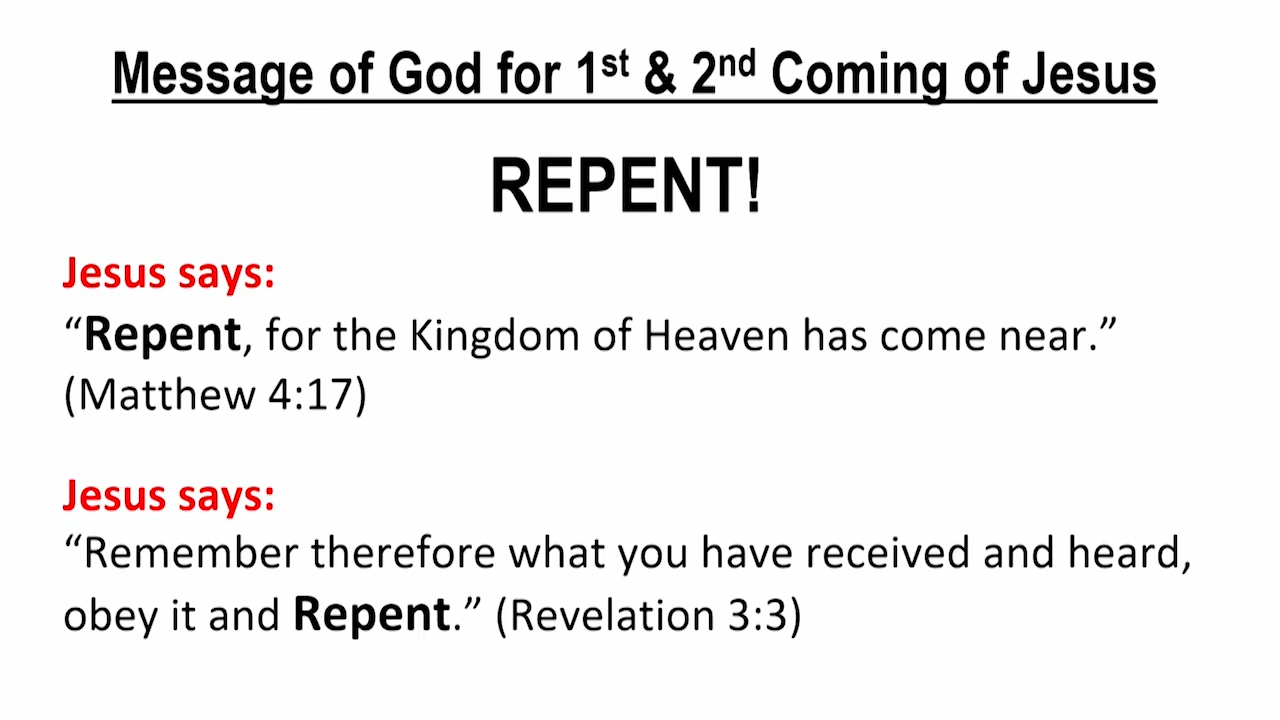 Message of God for 1st & 2nd Coming of Jesus
REPENT!
Jesus says:
“Repent, for the Kingdom of Heaven has come near.”
(Matthew 4:17)
Jesus says:
“Remember therefore what you have received and heard,
obey it and Repent.” (Revelation 3:3)